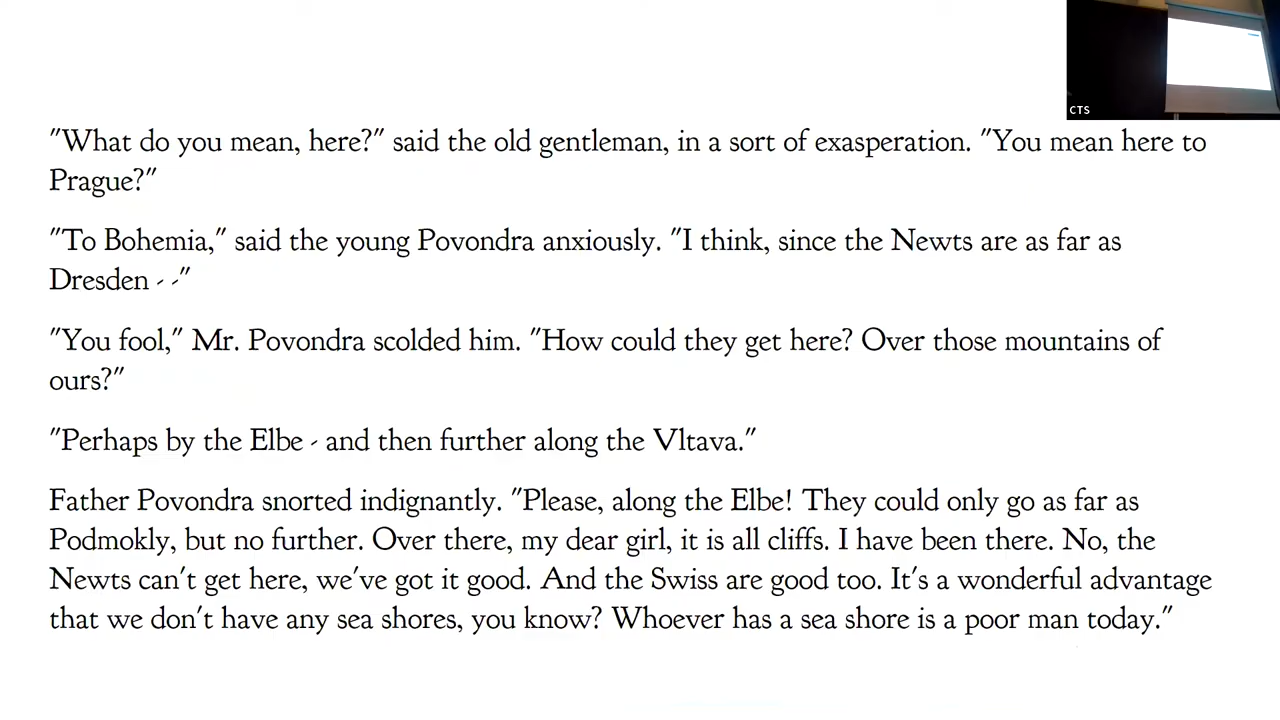 CTS
"What do you mean, here?" said the old gentleman, in a sort of exasperation. "You mean here to
Prague?"
"To Bohemia," said the young Povondra anxiously. "I think, since the Newts are as far as
Dresden - -"
"You fool," Mr. Povondra scolded him. "How could they get here? Over those mountains of
ours?"
"Perhaps by the Elbe - and then further along the Vltava."
Father Povondra snorted indignantly. "Please, along the Elbe! They could only go as far as
Podmokly, but no further. Over there, my dear girl, it is all cliffs. I have been there. No, the
Newts can't get here, we've got it good. And the Swiss are good too. It's a wonderful advantage
that we don't have any sea shores, you know? Whoever has a sea shore is a poor man today."